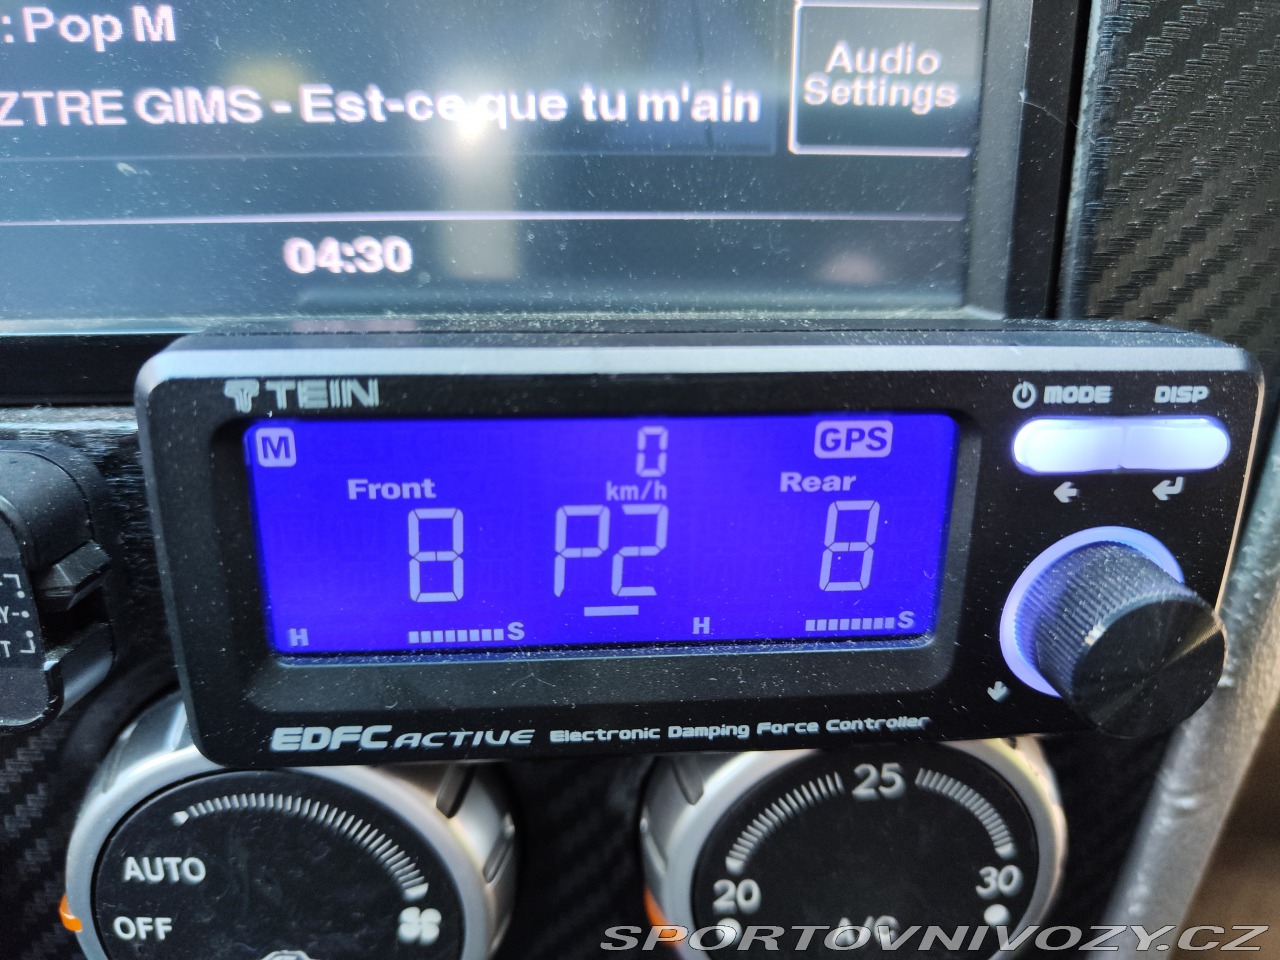 : Pop M
ZTRE GIMS - Est-ce que tu m'ain
Audio
Settings
04:30
TEIN
MODE DISP
M 0 GPS
Front km/h Rear
8 P2 8
H S H S
EDFC ACTIVE Electronic Damping Force Controller
AUTO
OFF
25
20 30
A/C
SPORTOVNIVOZY.CZ